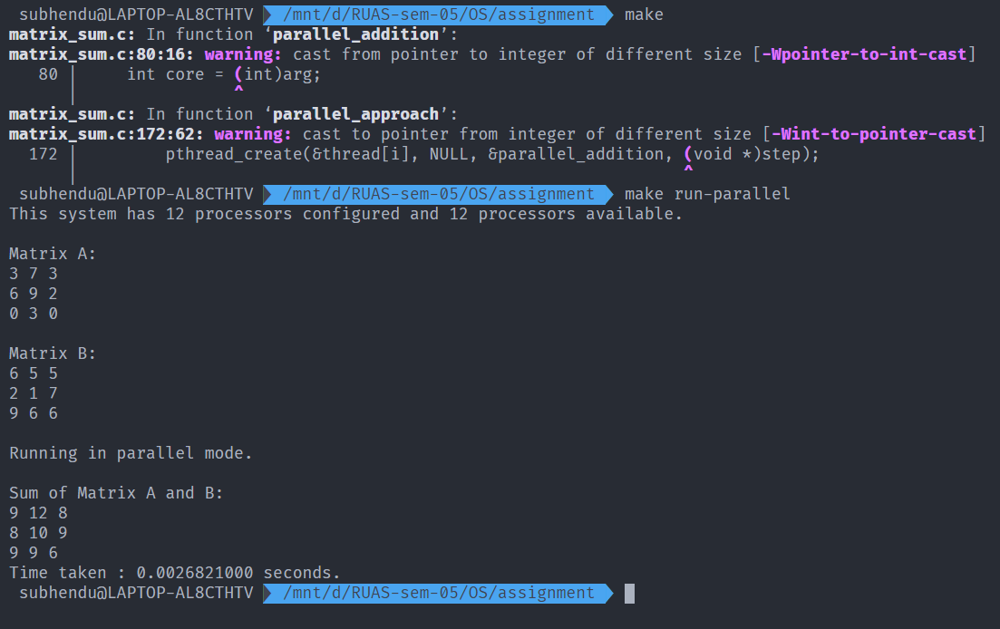 subhendu@LAPTOP-AL8CTHTV /mnt/d/RUAS-sem-05/OS/assignment make
matrix_sum.c: In function ‘parallel_addition’:
matrix_sum.c:80:16: warning: cast from pointer to integer of different size [-Wpointer-to-int-cast]
80 | int core = (int)arg;
| ^
matrix_sum.c: In function ‘parallel_approach’:
matrix_sum.c:172:62: warning: cast to pointer from integer of different size [-Wint-to-pointer-cast]
172 | pthread_create(&thread[i], NULL, &parallel_addition, (void *)step);
| ^
subhendu@LAPTOP-AL8CTHTV /mnt/d/RUAS-sem-05/OS/assignment make run-parallel
This system has 12 processors configured and 12 processors available.
Matrix A:
3 7 3
6 9 2
0 3 0
Matrix B:
6 5 5
2 1 7
9 6 6
Running in parallel mode.
Sum of Matrix A and B:
9 12 8
8 10 9
9 9 6
Time taken : 0.0026821000 seconds.
subhendu@LAPTOP-AL8CTHTV /mnt/d/RUAS-sem-05/OS/assignment